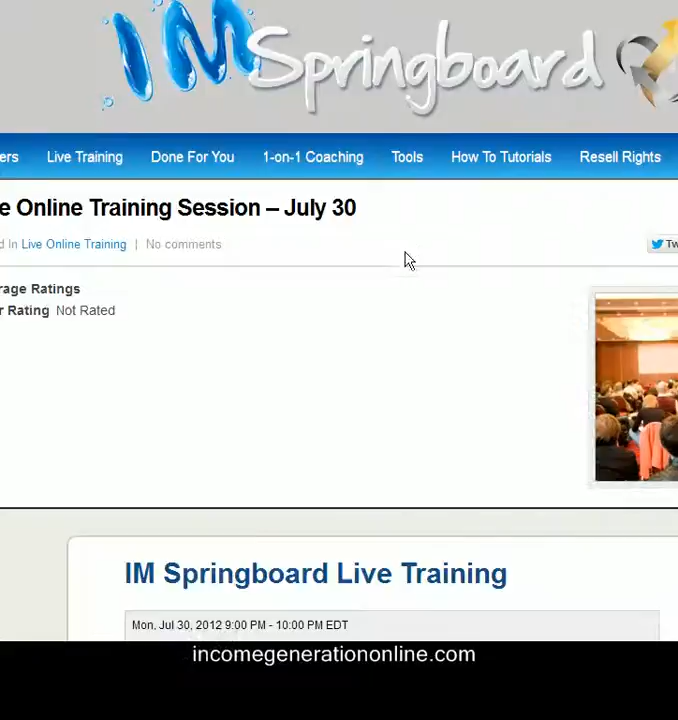 IM Springboard
ers Live Training Done For You 1-on-1 Coaching Tools How To Tutorials Resell Rights
e Online Training Session – July 30
d In Live Online Training | No comments
Tw
rage Ratings
r Rating Not Rated
IM Springboard Live Training
Mon, Jul 30, 2012 9:00 PM - 10:00 PM EDT
incomegenerationonline.com